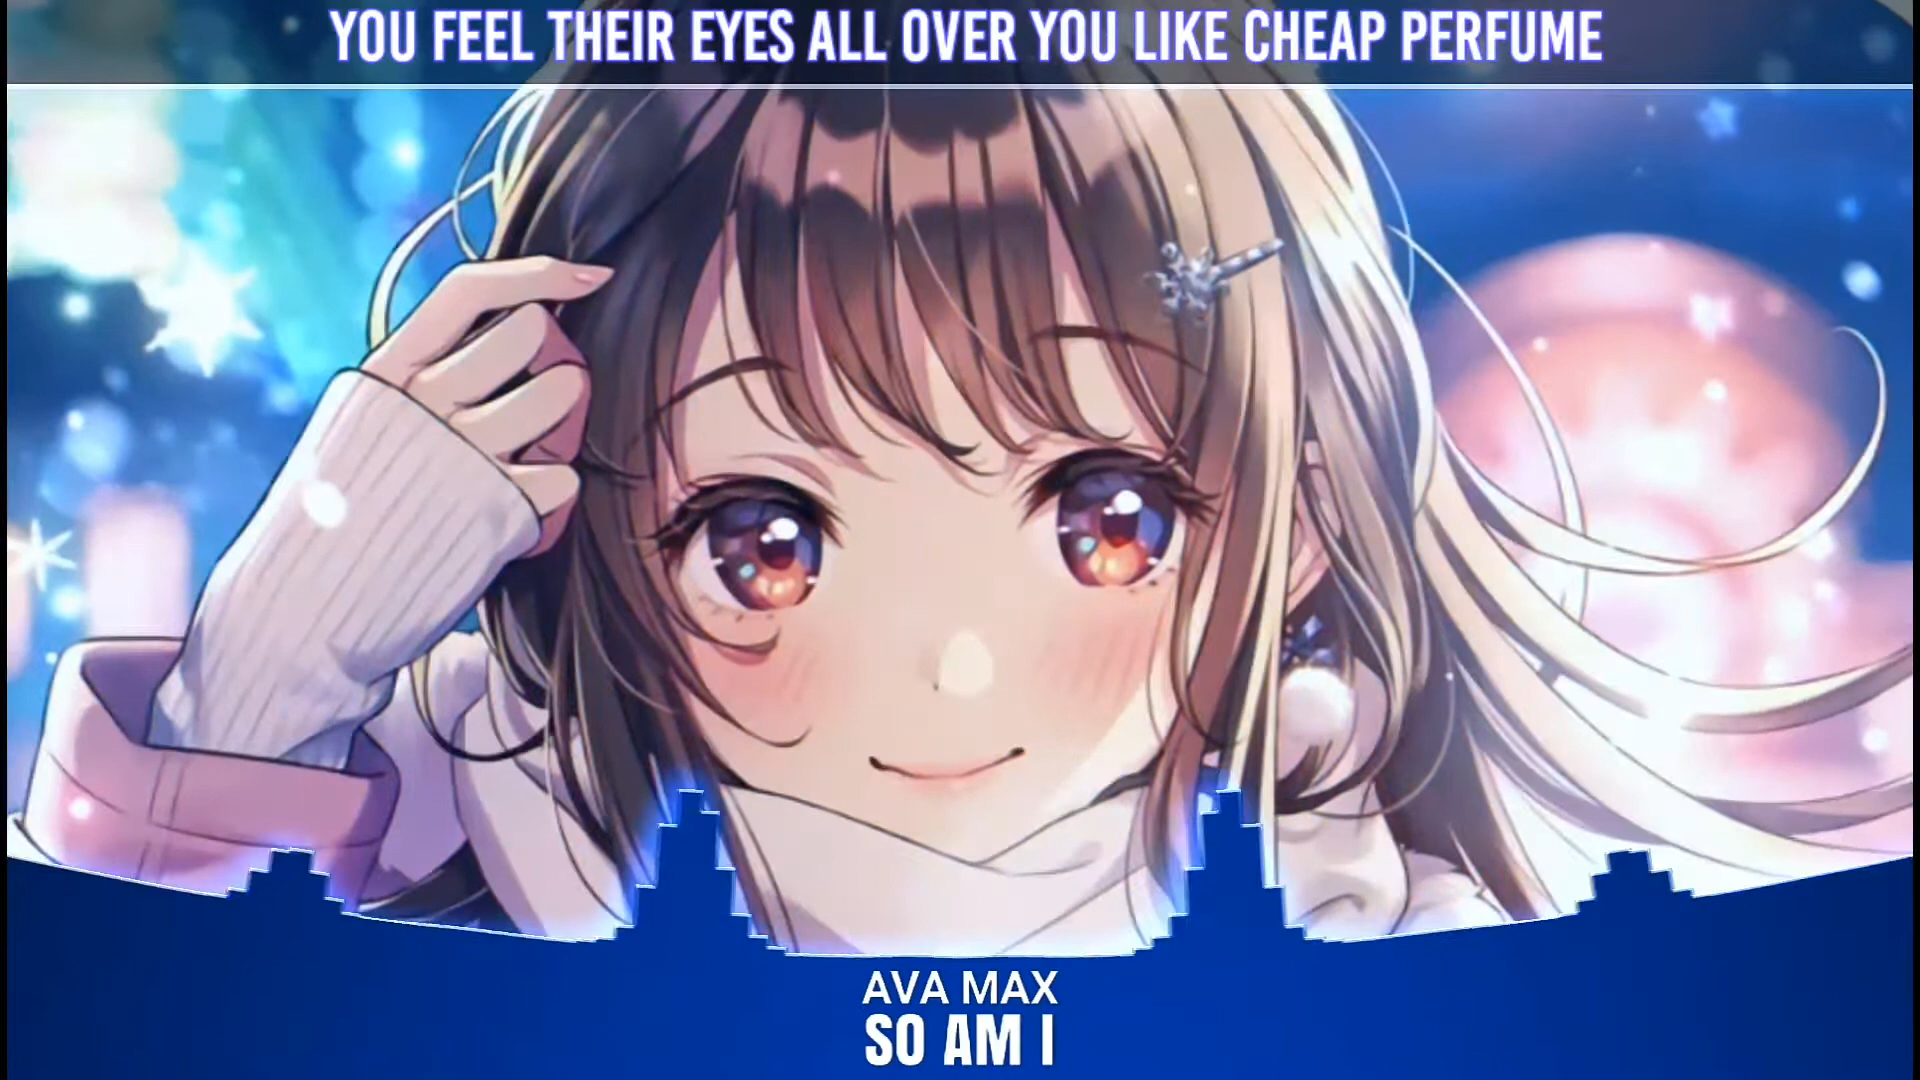 YOU FEEL THEIR EYES ALL OVER YOU LIKE CHEAP PERFUME
AVA MAX
SO AM I